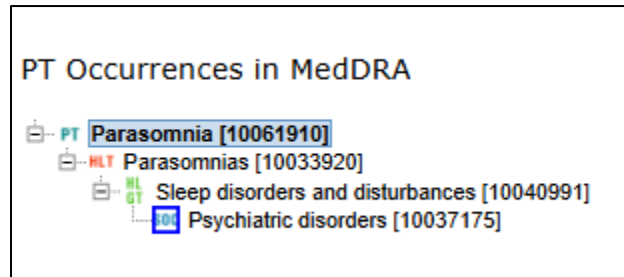 PT Occurrences in MedDRA
PT Parasomnia [10061910]
HLT Parasomnias [10033920]
HLGT Sleep disorders and disturbances [10040991]
SOC Psychiatric disorders [10037175]